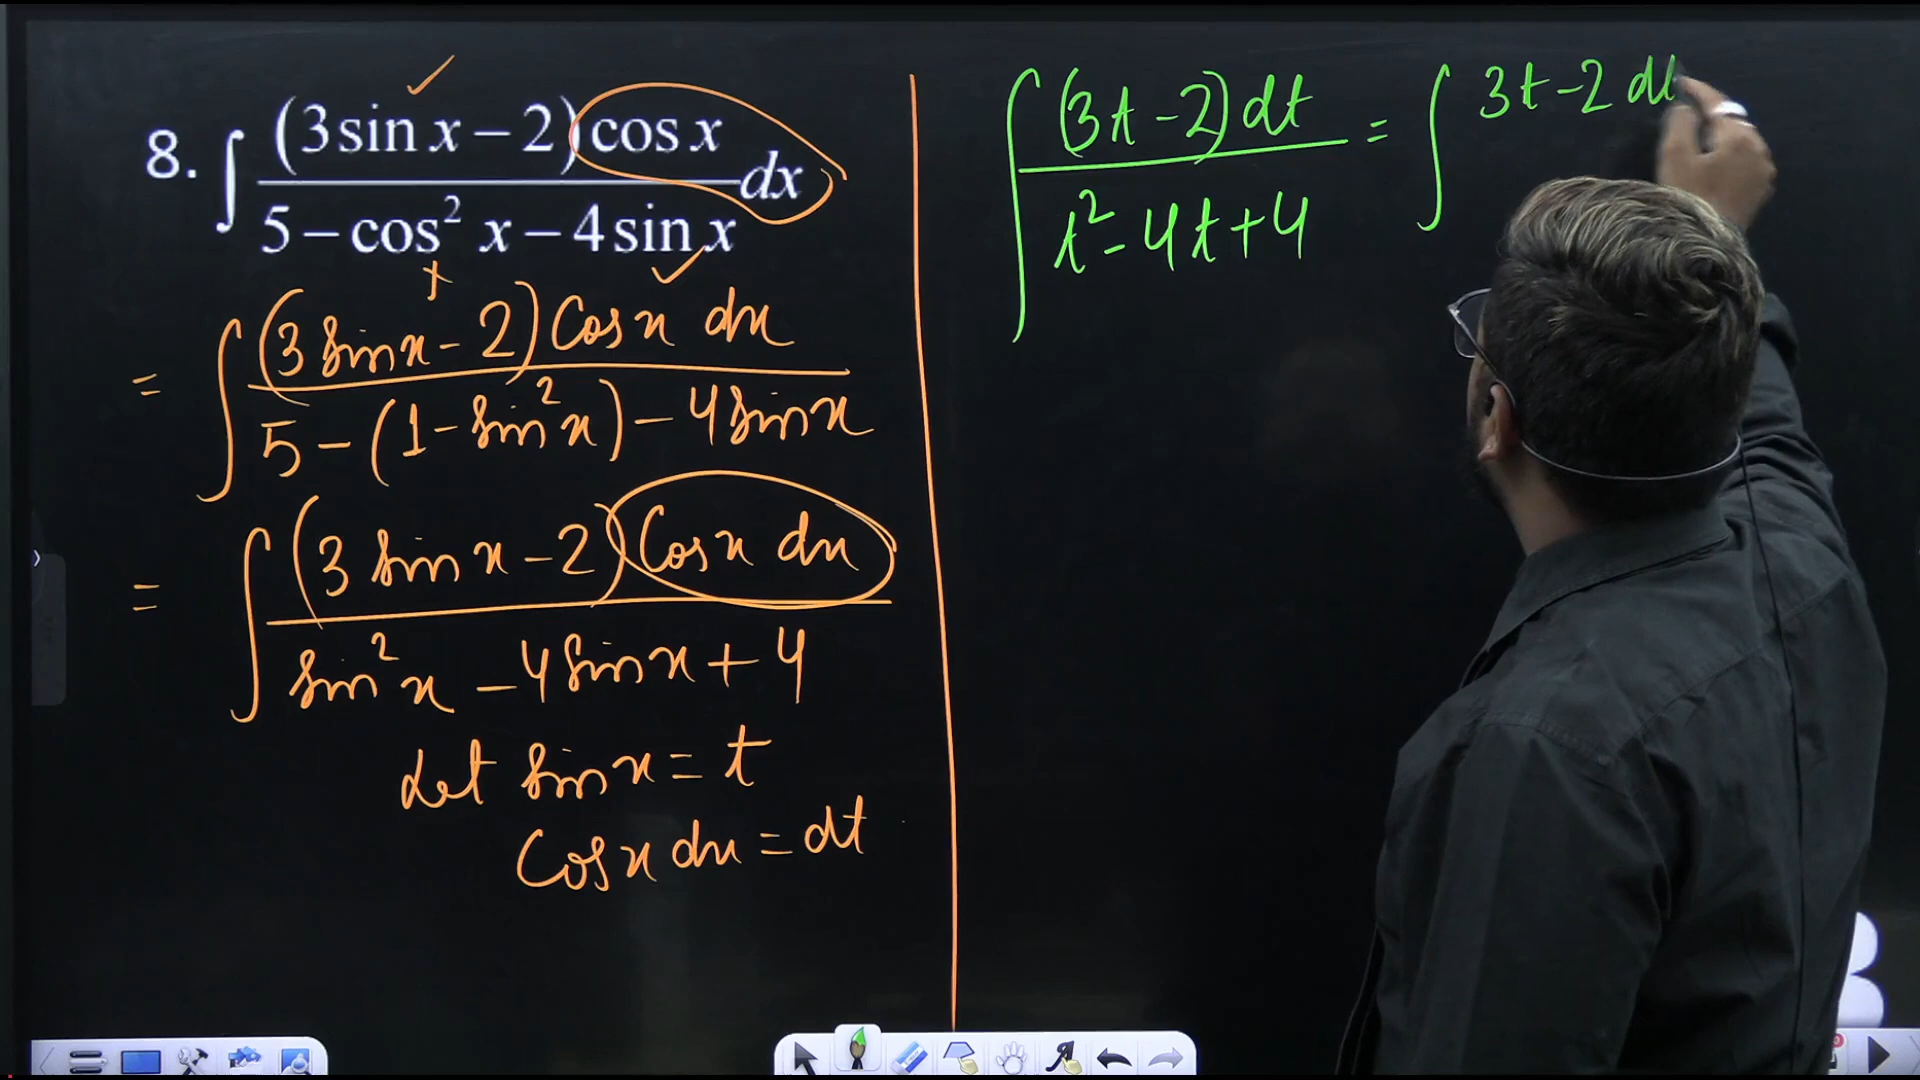 8. ∫ (3 sin x − 2) cos x / 5 − cos² x − 4 sin x dx
= ∫ (3 sin x − 2) Cos x dx / 5 − (1 − sin² x) − 4 sin x
= ∫ (3 sin x − 2) Cos x dx / sin² x − 4 sin x + 4
Let sin x = t
Cos x dx = dt
∫ (3t − 2) dt / t² − 4t + 4 = ∫ 3t − 2 dt